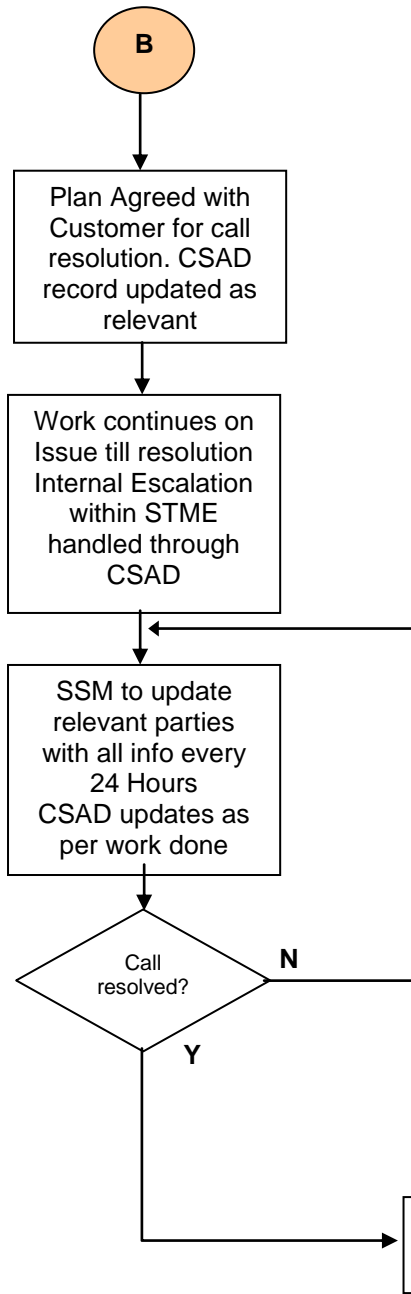 B
Plan Agreed with
Customer for call
resolution. CSAD
record updated as
relevant
Work continues on
Issue till resolution
Internal Escalation
within STME
handled through
CSAD
SSM to update
relevant parties
with all info every
24 Hours
CSAD updates as
per work done
Call
resolved?
N
Y